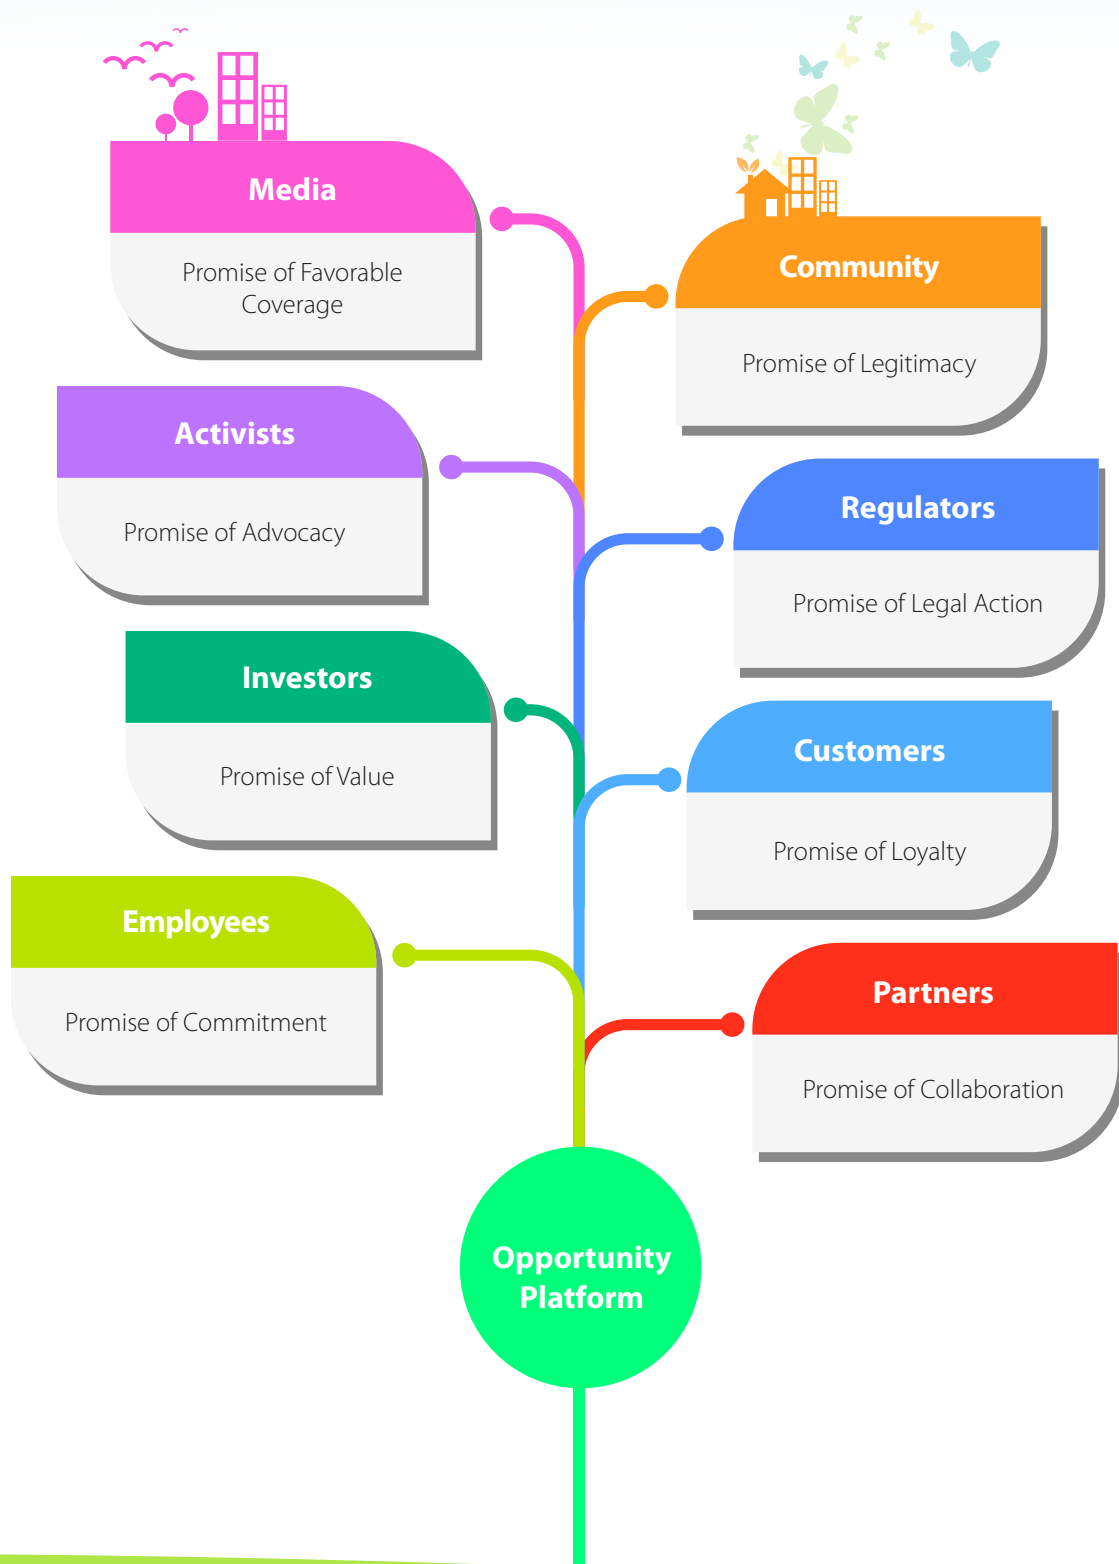 Media
Promise of Favorable
Coverage
Community
Promise of Legitimacy
Activists
Promise of Advocacy
Regulators
Promise of Legal Action
Investors
Promise of Value
Customers
Promise of Loyalty
Employees
Promise of Commitment
Partners
Promise of Collaboration
Opportunity
Platform